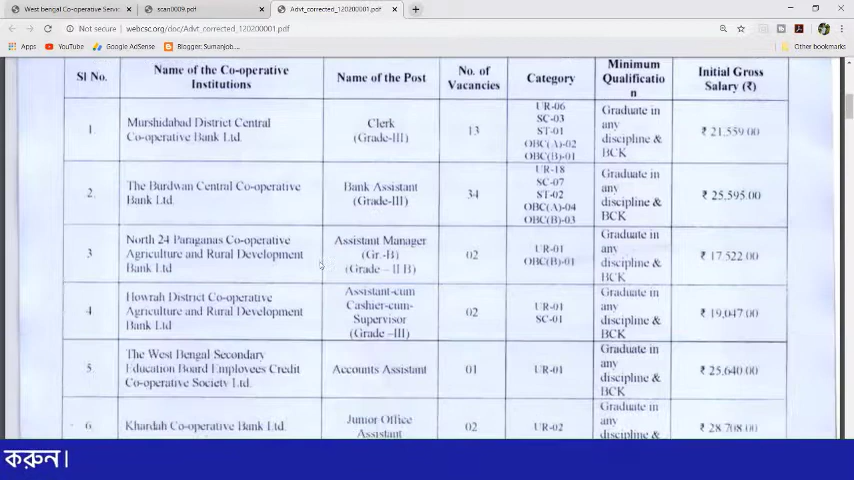 West bengal Co-operative Servic
scan0009.pdf
Advt_corrected_120200001.pdf
Not secure | webcsc.org/doc/Advt_corrected_120200001.pdf
Apps
YouTube
Google AdSense
Blogger: Sumanjo...
Other bookmarks
Sl No.
Name of the Co-operative
Institutions
Name of the Post
No. of
Vacancies
Category
Minimum
Qualificatio
n
Initial Gross
Salary (₹)
1.
Murshidabad District Central
Co-operative Bank Ltd.
Clerk
(Grade-III)
13
UR-06
SC-03
ST-01
OBC(A)-02
OBC(B)-01
Graduate in
any
discipline &
BCK
₹ 21,559.00
2.
The Burdwan Central Co-operative
Bank Ltd.
Bank Assistant
(Grade-III)
34
UR-18
SC-07
ST-02
OBC(A)-04
OBC(B)-03
Graduate in
any
discipline &
BCK
₹ 25,595.00
3
North 24 Paraganas Co-operative
Agriculture and Rural Development
Bank Ltd
Assistant Manager
(Gr.-B)
(Grade – II B)
02
UR-01
OBC(B)-01
Graduate in
any
discipline &
BCK
₹ 17,522.00
4
Howrah District Co-operative
Agriculture and Rural Development
Bank Ltd
Assistant-cum
Cashier-cum-
Supervisor
(Grade –III)
02
UR-01
SC-01
Graduate in
any
discipline &
BCK
₹ 19,047.00
5.
The West Bengal Secondary
Education Board Employees Credit
Co-operative Society Ltd.
Accounts Assistant
01
UR-01
Graduate in
any
discipline &
BCK
₹ 25,640.00
6.
Khardah Co-operative Bank Ltd.
Junior Office
Assistant
02
UR-02
Graduate in
any
discipline &
₹ 28,708.00
করুন।